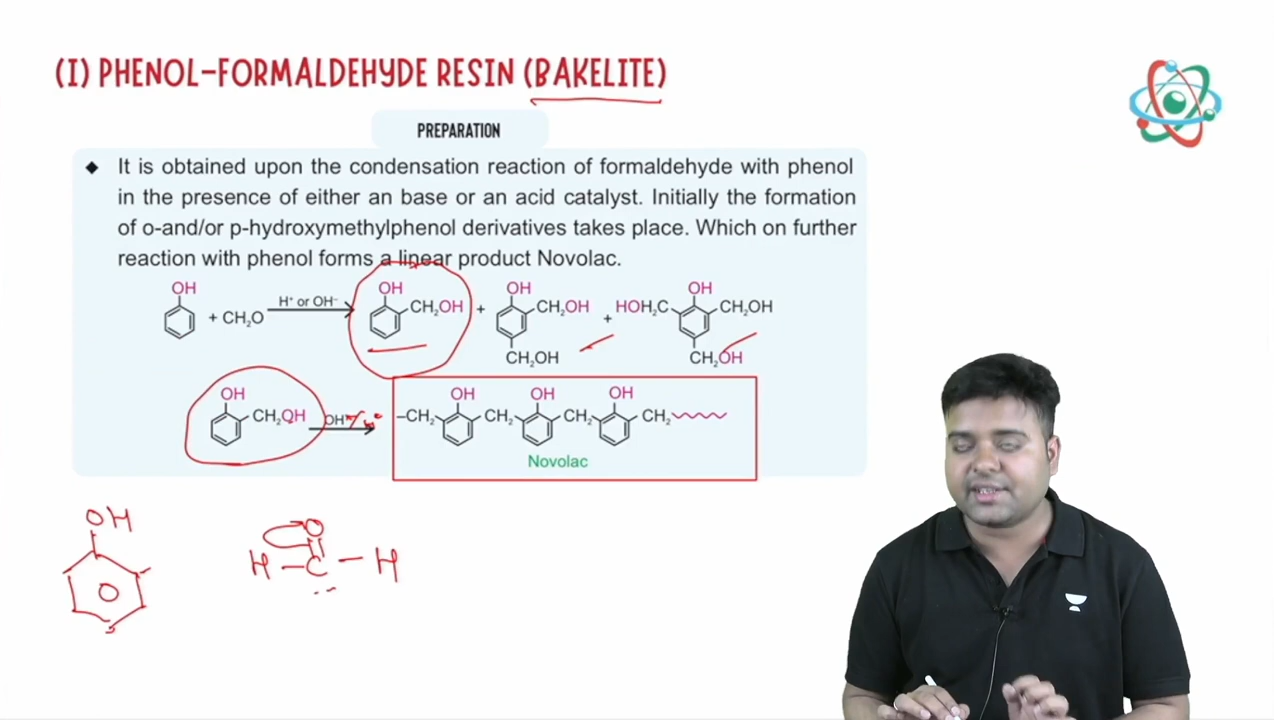 (I) PHENOL-FORMALDEHYDE RESIN (BAKELITE)
PREPARATION
◆ It is obtained upon the condensation reaction of formaldehyde with phenol
in the presence of either an base or an acid catalyst. Initially the formation
of o-and/or p-hydroxymethylphenol derivatives takes place. Which on further
reaction with phenol forms a linear product Novolac.
OH OH OH OH
+ CH₂O H⁺ or OH⁻ CH₂OH + CH₂OH + HOH₂C CH₂OH
CH₂OH CH₂OH
OH OH OH OH
CH₂OH OH⁻ –CH₂ CH₂ CH₂ CH₂
Novolac
OH O
H – C – H